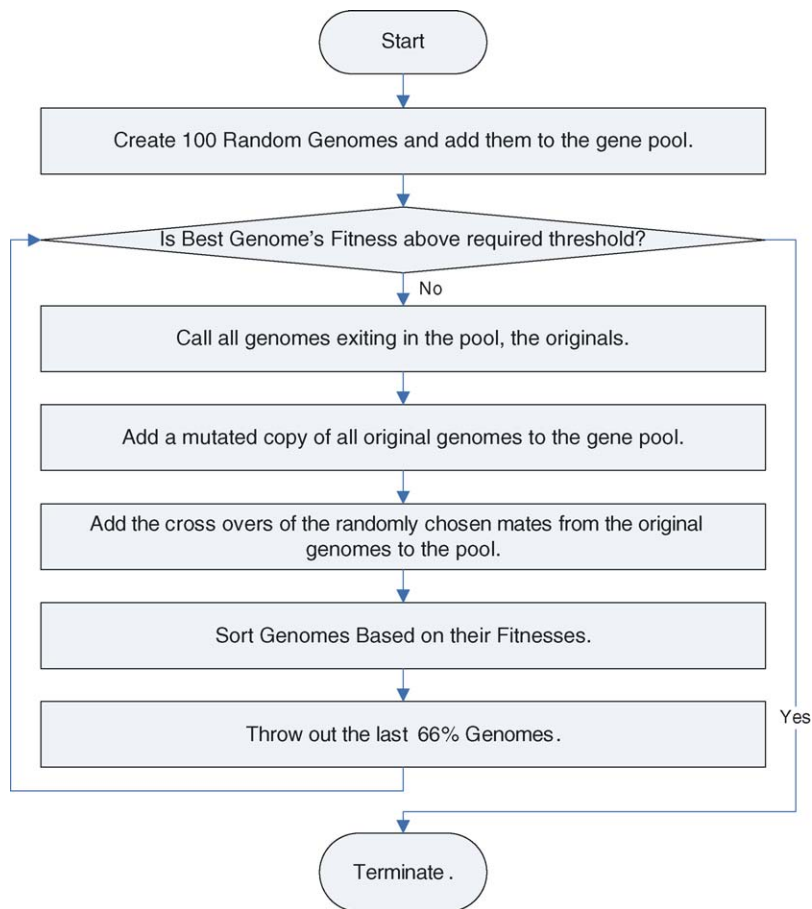 Start
Create 100 Random Genomes and add them to the gene pool.
Is Best Genome's Fitness above required threshold?
No
Call all genomes exiting in the pool, the originals.
Add a mutated copy of all original genomes to the gene pool.
Add the cross overs of the randomly chosen mates from the original
genomes to the pool.
Sort Genomes Based on their Fitnesses.
Throw out the last 66% Genomes.
Yes
Terminate.